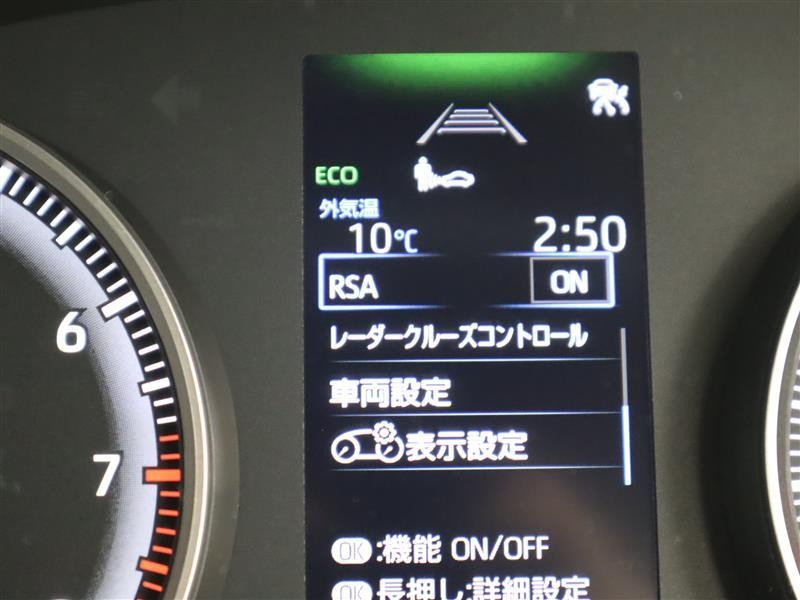 ECO
外気温
10℃ 2:50
RSA ON
レーダークルーズコントロール
車両設定
表示設定
6
7
OK:機能 ON/OFF
OK長押し:詳細設定